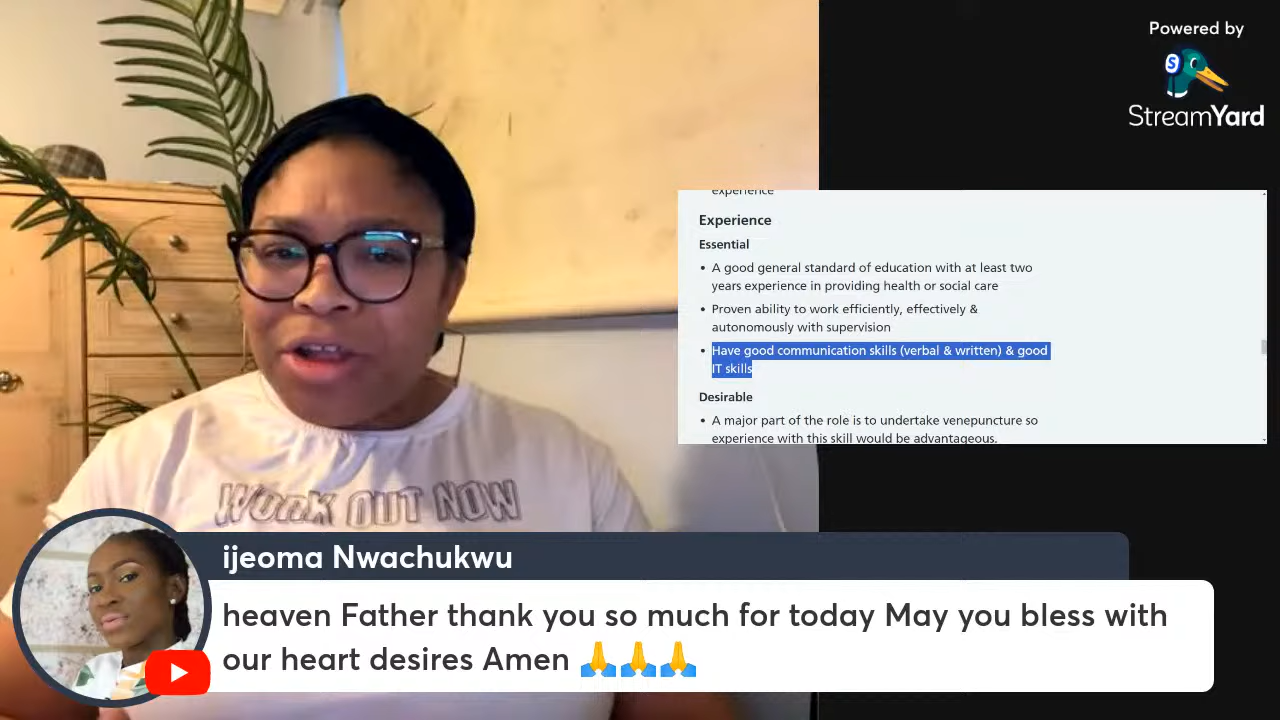 Powered by
StreamYard
experience
Experience
Essential
• A good general standard of education with at least two
years experience in providing health or social care
• Proven ability to work efficiently, effectively &
autonomously with supervision
• Have good communication skills (verbal & written) & good
IT skills
Desirable
• A major part of the role is to undertake venepuncture so
experience with this skill would be advantageous.
WORK OUT NOW
ijeoma Nwachukwu
heaven Father thank you so much for today May you bless with
our heart desires Amen 🙏🙏🙏